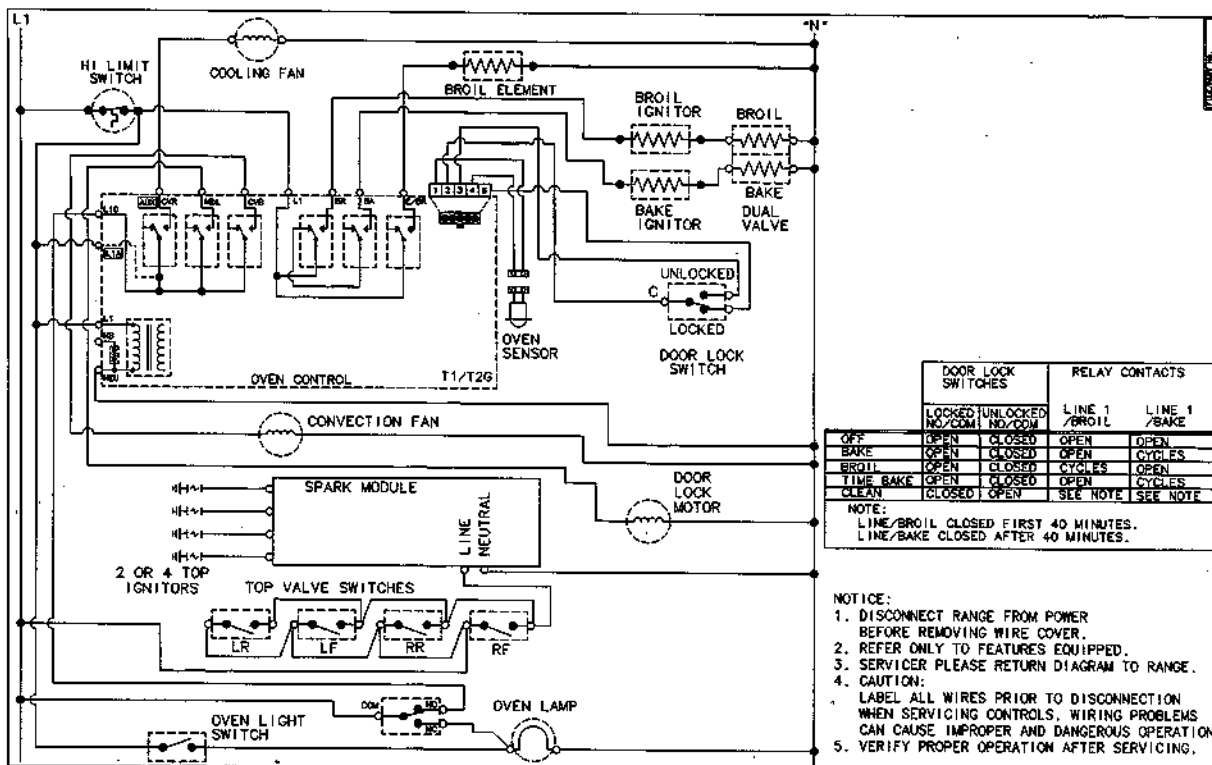 L1
"N"
HI LIMIT
SWITCH
COOLING FAN
BROIL ELEMENT
BROIL
IGNITOR
BROIL
BAKE
IGNITOR
BAKE
DUAL
VALVE
CVR
MDL
CVB
L1
BR
BA
1 2 3 4 5
UNLOCKED
C
LOCKED
DOOR LOCK
SWITCH
OVEN
SENSOR
L1
OVEN CONTROL
T1/T2G
CONVECTION FAN
DOOR
LOCK
MOTOR
SPARK MODULE
LINE
NEUTRAL
2 OR 4 TOP
IGNITORS
TOP VALVE SWITCHES
LR
LF
RR
RF
COM
NO
NC
OVEN LAMP
OVEN LIGHT
SWITCH
DOOR LOCK SWITCHES RELAY CONTACTS
LOCKED NO/COM UNLOCKED NO/COM LINE 1 /BROIL LINE 1 /BAKE
OFF OPEN CLOSED OPEN OPEN
BAKE OPEN CLOSED OPEN CYCLES
BROIL OPEN CLOSED CYCLES OPEN
TIME BAKE OPEN CLOSED OPEN CYCLES
CLEAN CLOSED OPEN SEE NOTE SEE NOTE
NOTE:
LINE/BROIL CLOSED FIRST 40 MINUTES.
LINE/BAKE CLOSED AFTER 40 MINUTES.
NOTICE:
1. DISCONNECT RANGE FROM POWER
BEFORE REMOVING WIRE COVER.
2. REFER ONLY TO FEATURES EQUIPPED.
3. SERVICER PLEASE RETURN DIAGRAM TO RANGE.
4. CAUTION:
LABEL ALL WIRES PRIOR TO DISCONNECTION
WHEN SERVICING CONTROLS, WIRING PROBLEMS
CAN CAUSE IMPROPER AND DANGEROUS OPERATION
5. VERIFY PROPER OPERATION AFTER SERVICING.